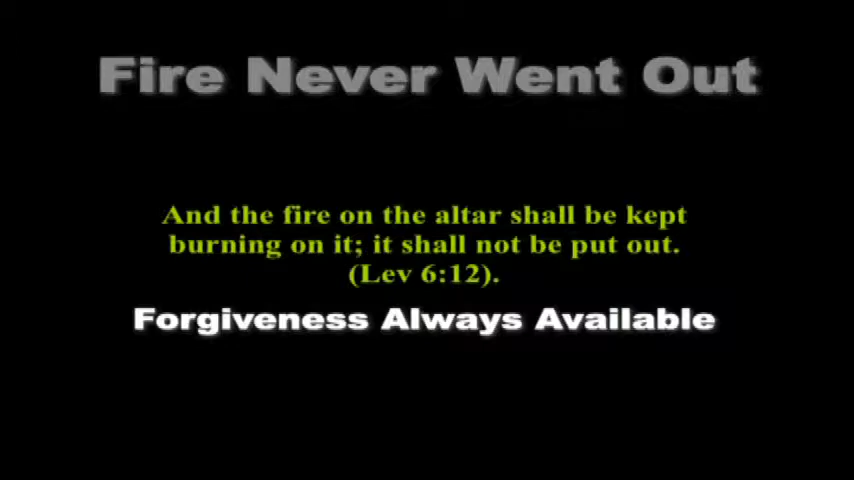 Fire Never Went Out
And the fire on the altar shall be kept
burning on it; it shall not be put out.
(Lev 6:12).
Forgiveness Always Available